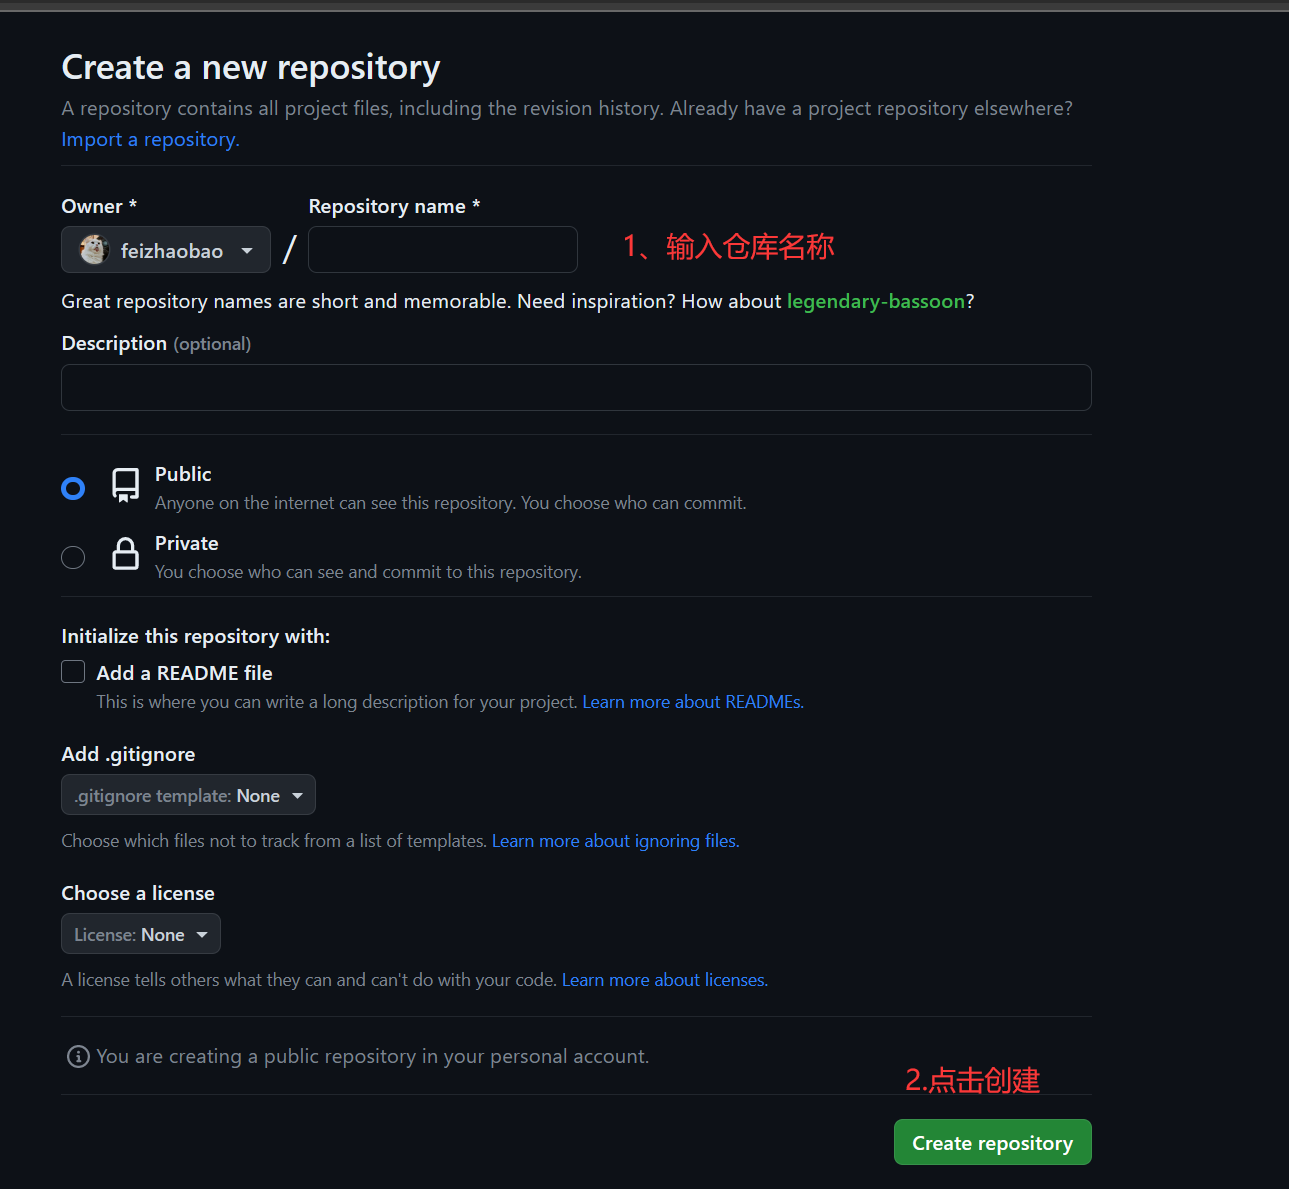 Create a new repository
A repository contains all project files, including the revision history. Already have a project repository elsewhere?
Import a repository.
Owner *
Repository name *
feizhaobao
/
1、输入仓库名称
Great repository names are short and memorable. Need inspiration? How about legendary-bassoon?
Description (optional)
Public
Anyone on the internet can see this repository. You choose who can commit.
Private
You choose who can see and commit to this repository.
Initialize this repository with:
Add a README file
This is where you can write a long description for your project. Learn more about READMEs.
Add .gitignore
.gitignore template: None
Choose which files not to track from a list of templates. Learn more about ignoring files.
Choose a license
License: None
A license tells others what they can and can't do with your code. Learn more about licenses.
You are creating a public repository in your personal account.
2.点击创建
Create repository